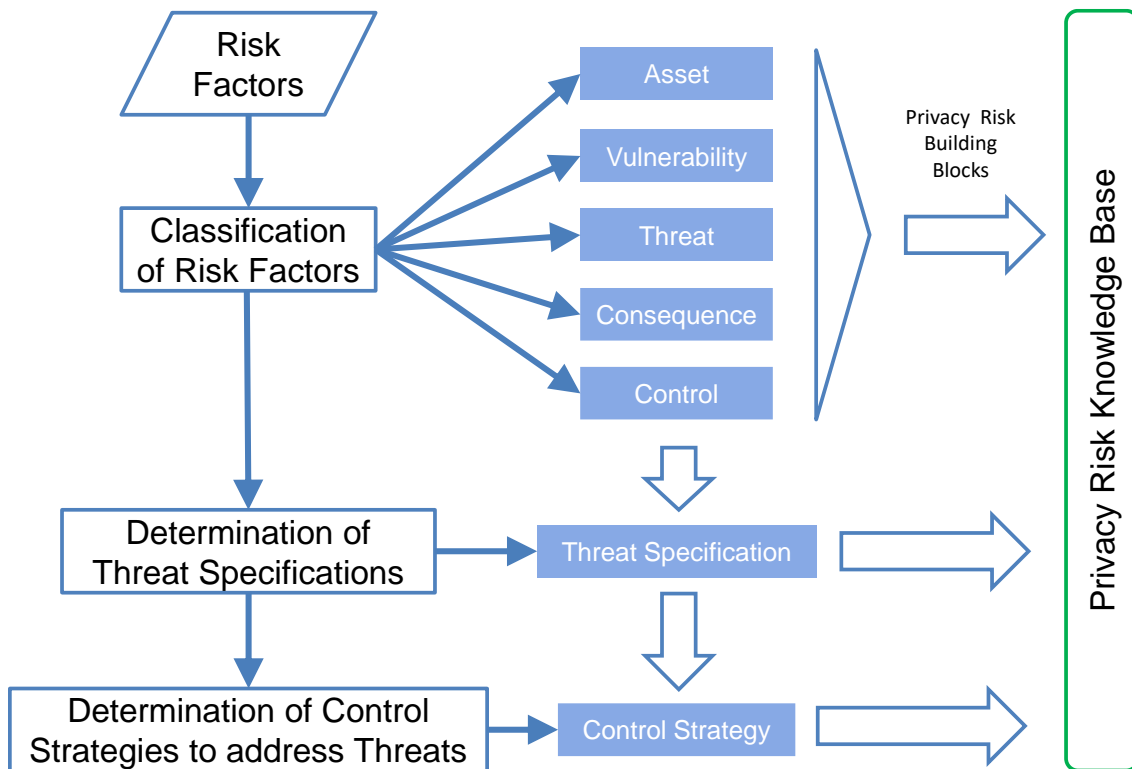 Risk
Factors
Asset
Privacy Risk
Building
Blocks
Vulnerability
Classification
of Risk Factors
Threat
Consequence
Control
Privacy Risk Knowledge Base
Determination of
Threat Specifications
Threat Specification
Determination of Control
Strategies to address Threats
Control Strategy